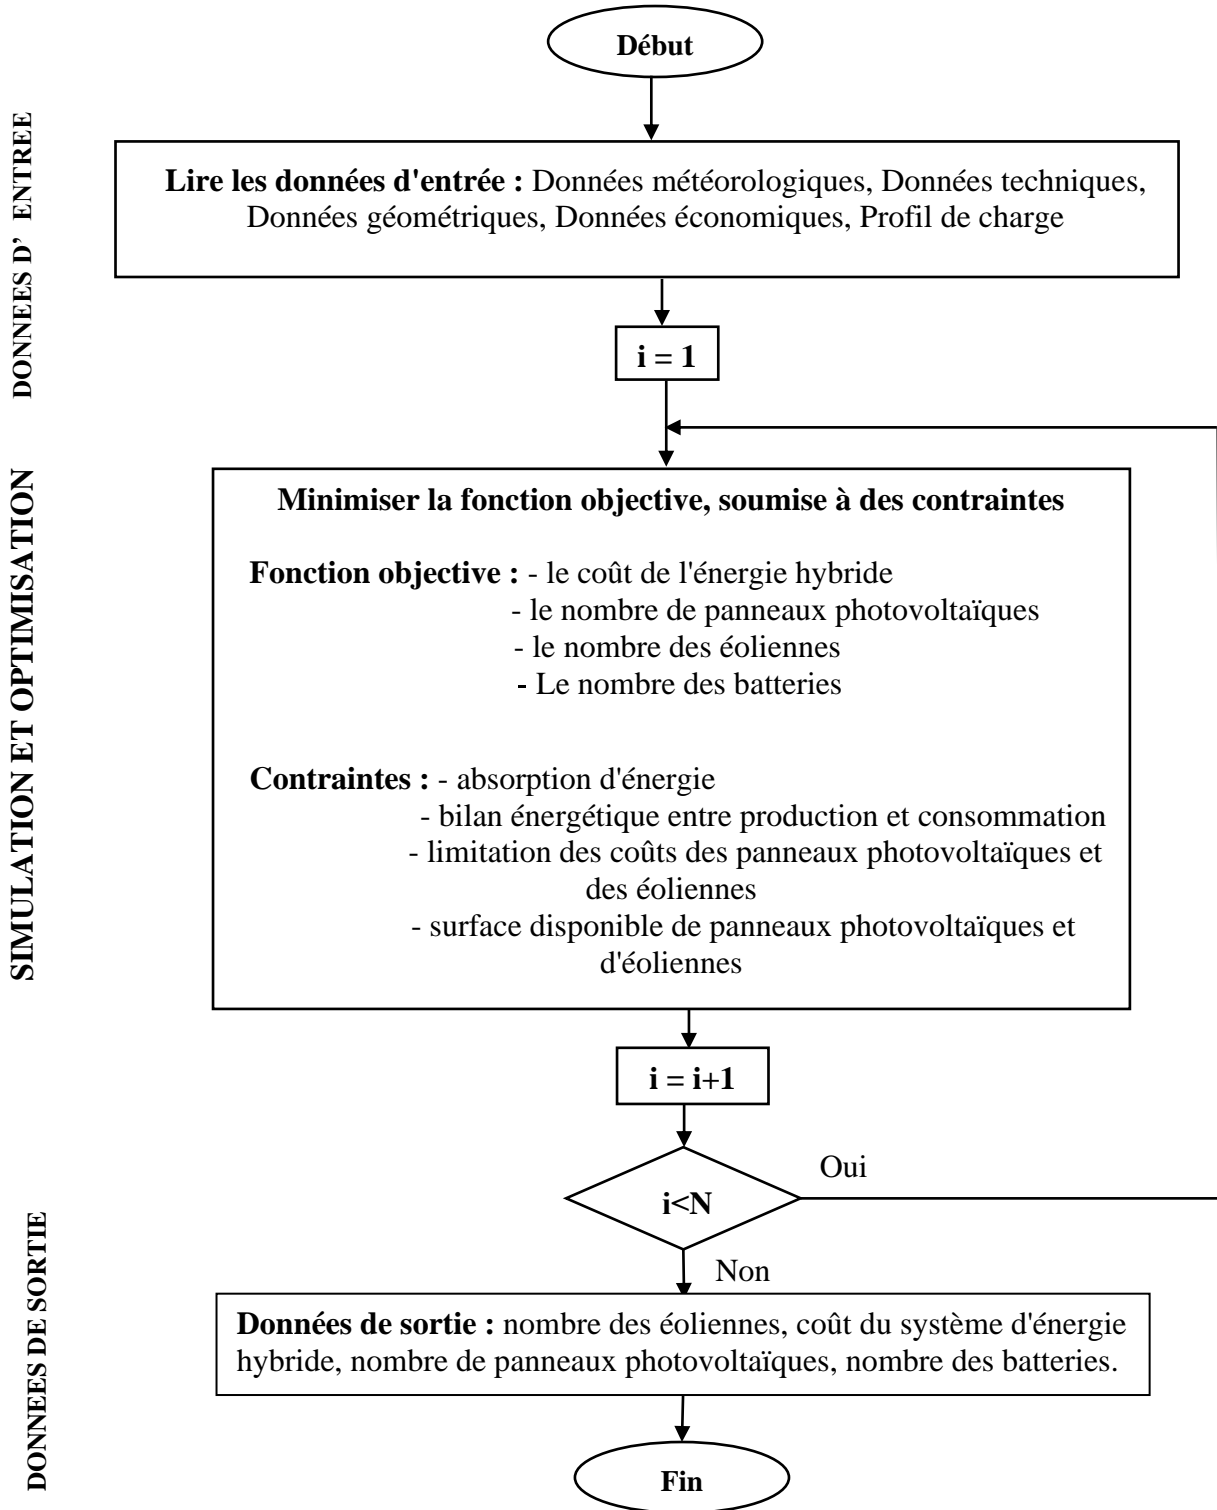 Début
DONNEES D' ENTREE
Lire les données d'entrée : Données météorologiques, Données techniques,
Données géométriques, Données économiques, Profil de charge
i = 1
SIMULATION ET OPTIMISATION
Minimiser la fonction objective, soumise à des contraintes
Fonction objective : - le coût de l'énergie hybride
- le nombre de panneaux photovoltaïques
- le nombre des éoliennes
- Le nombre des batteries
Contraintes : - absorption d'énergie
- bilan énergétique entre production et consommation
- limitation des coûts des panneaux photovoltaïques et
des éoliennes
- surface disponible de panneaux photovoltaïques et
d'éoliennes
i = i+1
Oui
i<N
Non
DONNEES DE SORTIE
Données de sortie : nombre des éoliennes, coût du système d'énergie
hybride, nombre de panneaux photovoltaïques, nombre des batteries.
Fin